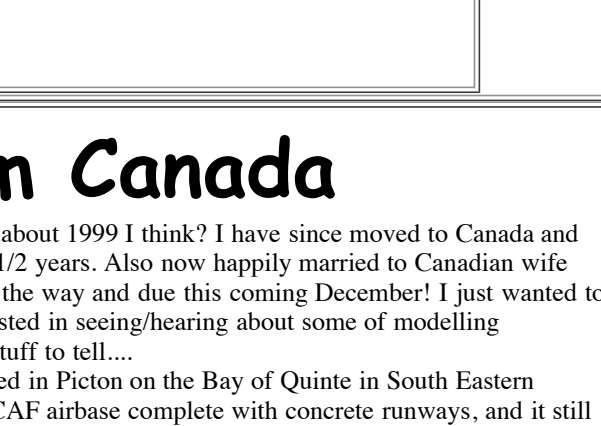 m Canada
about 1999 I think? I have since moved to Canada and
1/2 years. Also now happily married to Canadian wife
the way and due this coming December! I just wanted to
sted in seeing/hearing about some of modelling
tuff to tell....
ed in Picton on the Bay of Quinte in South Eastern
CAF airbase complete with concrete runways, and it still